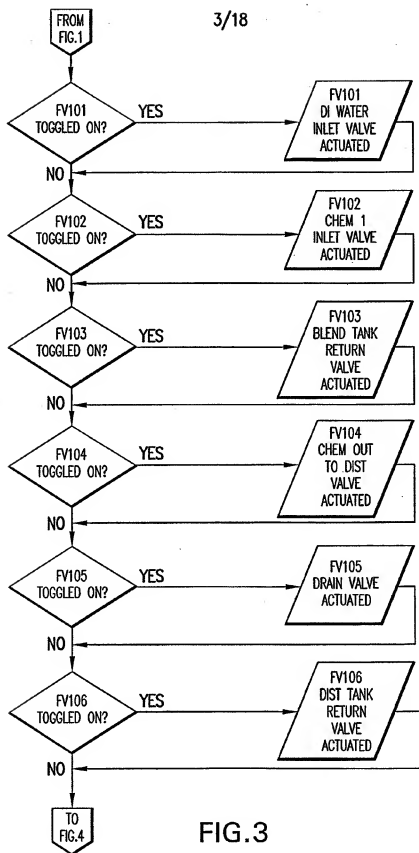 3/18
FROM
FIG.1
FV101
TOGGLED ON?
YES
FV101
DI WATER
INLET VALVE
ACTUATED
NO
FV102
TOGGLED ON?
YES
FV102
CHEM 1
INLET VALVE
ACTUATED
NO
FV103
TOGGLED ON?
YES
FV103
BLEND TANK
RETURN
VALVE
ACTUATED
NO
FV104
TOGGLED ON?
YES
FV104
CHEM OUT
TO DIST
VALVE
ACTUATED
NO
FV105
TOGGLED ON?
YES
FV105
DRAIN VALVE
ACTUATED
NO
FV106
TOGGLED ON?
YES
FV106
DIST TANK
RETURN
VALVE
ACTUATED
NO
TO
FIG.4
FIG.3